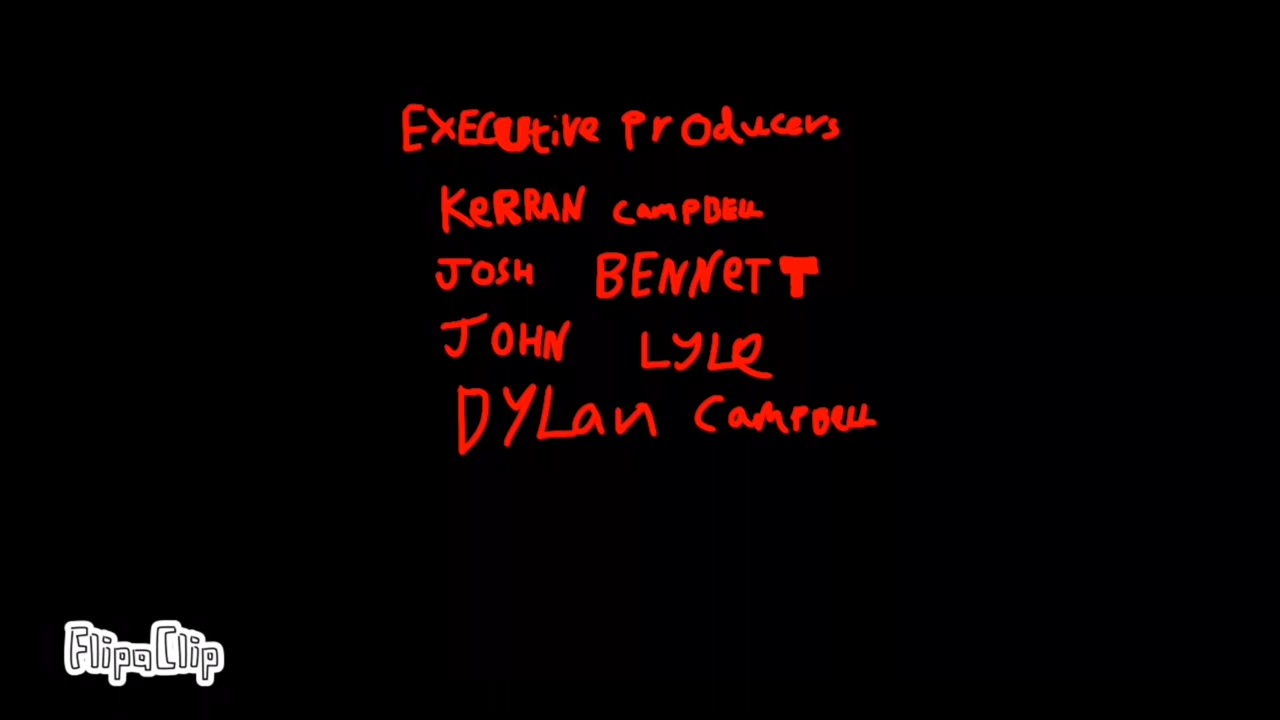 EXECUtive Producers
KeRRAN CamPBELL
JOSH BENNeTT
JOHN LYLe
DYLan CamPBeLL
FlipaClip